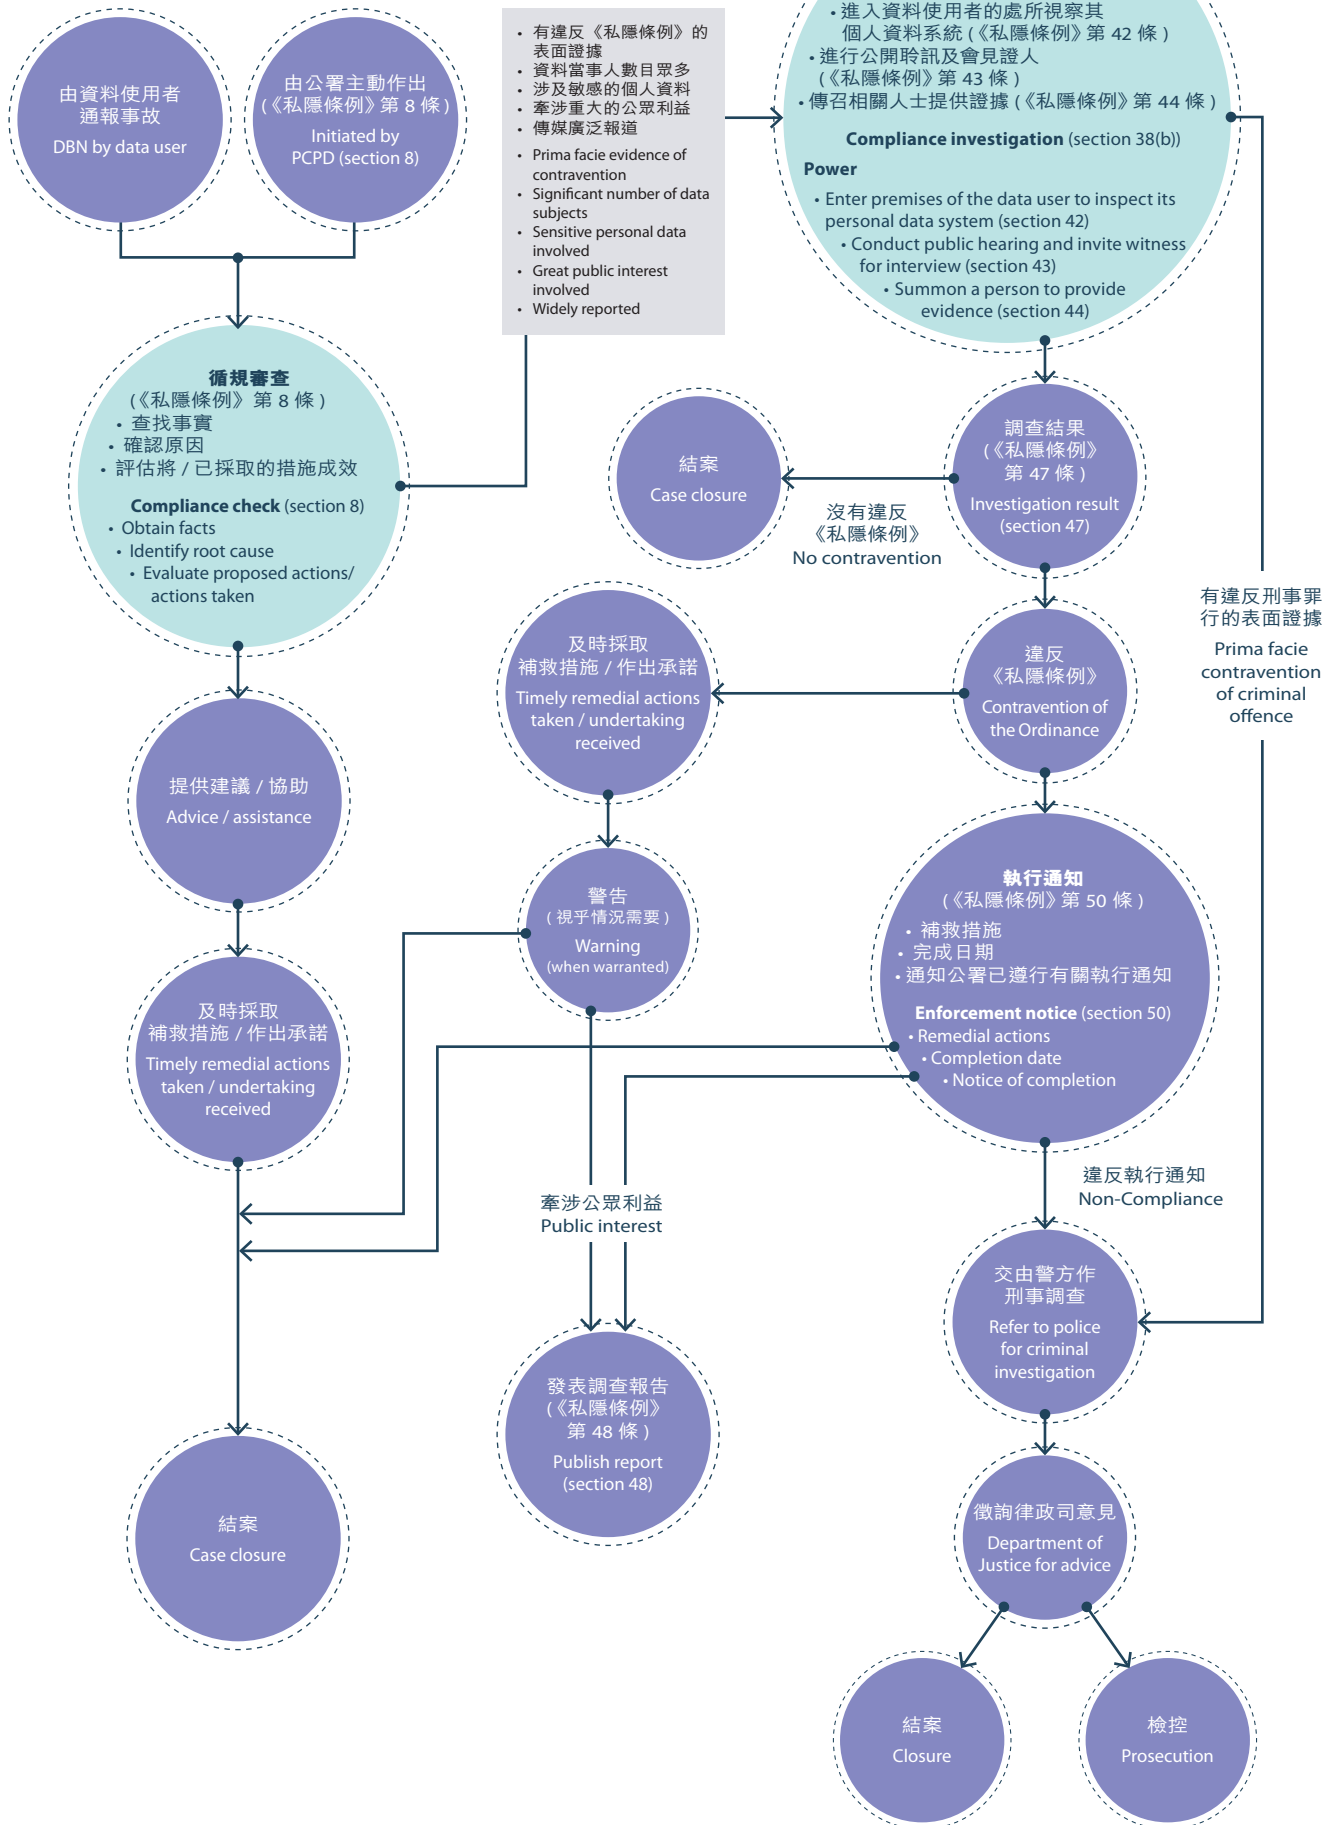 由資料使用者
通報事故
DBN by data user
由公署主動作出
(《私隱條例》第 8 條 )
Initiated by
PCPD (section 8)
• 有違反《私隱條例》的
表面證據
• 資料當事人數目眾多
• 涉及敏感的個人資料
• 牽涉重大的公眾利益
• 傳媒廣泛報道
• Prima facie evidence of
contravention
• Significant number of data
subjects
• Sensitive personal data
involved
• Great public interest
involved
• Widely reported
• 進入資料使用者的處所視察其
個人資料系統 (《私隱條例》第 42 條 )
• 進行公開聆訊及會見證人
(《私隱條例》第 43 條 )
• 傳召相關人士提供證據 (《私隱條例》第 44 條 )
Compliance investigation (section 38(b))
Power
• Enter premises of the data user to inspect its
personal data system (section 42)
• Conduct public hearing and invite witness
for interview (section 43)
• Summon a person to provide
evidence (section 44)
循規審查
(《私隱條例》 第 8 條 )
• 查找事實
• 確認原因
• 評估將 / 已採取的措施成效
Compliance check (section 8)
• Obtain facts
• Identify root cause
• Evaluate proposed actions/
actions taken
結案
Case closure
沒有違反
《私隱條例》
No contravention
調查結果
(《私隱條例》
第 47 條 )
Investigation result
(section 47)
有違反刑事罪
行的表面證據
Prima facie
contravention
of criminal
offence
及時採取
補救措施 / 作出承諾
Timely remedial actions
taken / undertaking
received
違反
《私隱條例》
Contravention of
the Ordinance
提供建議 / 協助
Advice / assistance
警告
( 視乎情況需要 )
Warning
(when warranted)
執行通知
(《私隱條例》第 50 條 )
• 補救措施
• 完成日期
• 通知公署已遵行有關執行通知
Enforcement notice (section 50)
• Remedial actions
• Completion date
• Notice of completion
及時採取
補救措施 / 作出承諾
Timely remedial actions
taken / undertaking
received
牽涉公眾利益
Public interest
違反執行通知
Non-Compliance
交由警方作
刑事調查
Refer to police
for criminal
investigation
發表調查報告
(《私隱條例》
第 48 條 )
Publish report
(section 48)
結案
Case closure
徵詢律政司意見
Department of
Justice for advice
結案
Closure
檢控
Prosecution